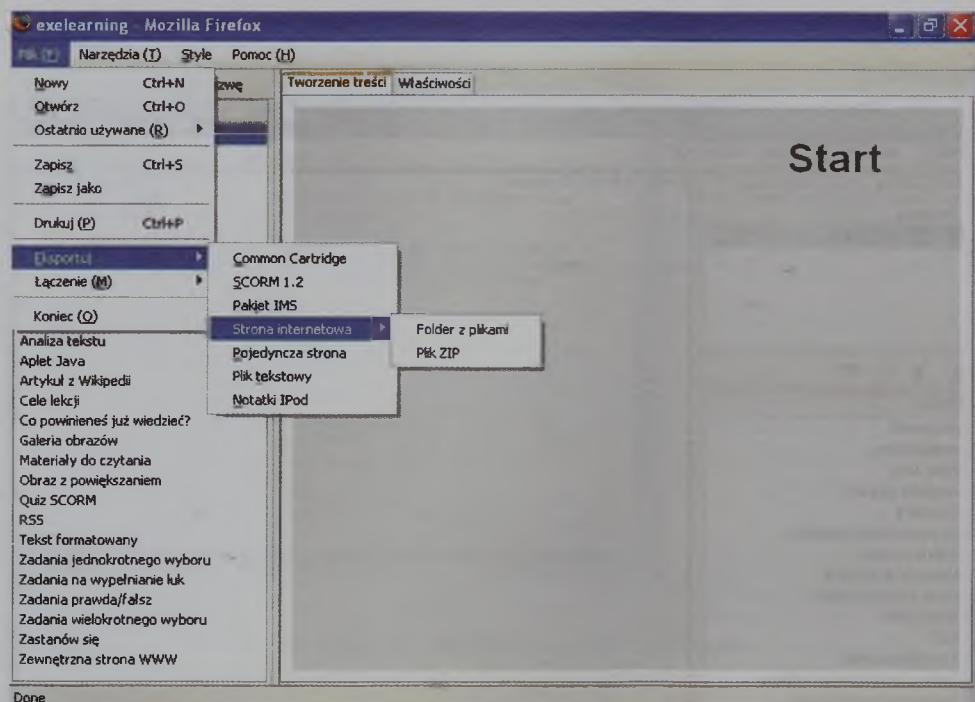 exelearning - Mozilla Firefox
Plik (F) Narzędzia (T) Style Pomoc (H)
Nowy Ctrl+N
zwę
Tworzenie treści Właściwości
Otwórz Ctrl+O
Ostatnio używane (R)
Start
Zapisz Ctrl+S
Zapisz jako
Drukuj (P) Ctrl+P
Eksportuj
Common Cartridge
Łączenie (M)
SCORM 1.2
Pakiet IMS
Koniec (Q)
Strona internetowa
Folder z plikami
Pojedyncza strona
Plik ZIP
Plik tekstowy
Notatki IPod
Analiza tekstu
Aplet Java
Artykuł z Wikipedii
Cele lekcji
Co powinieneś już wiedzieć?
Galeria obrazów
Materiały do czytania
Obraz z powiększaniem
Quiz SCORM
RSS
Tekst formatowany
Zadania jednokrotnego wyboru
Zadania na wypełnianie luk
Zadania prawda/fałsz
Zadania wielokrotnego wyboru
Zastanów się
Zewnętrzna strona WWW
Done